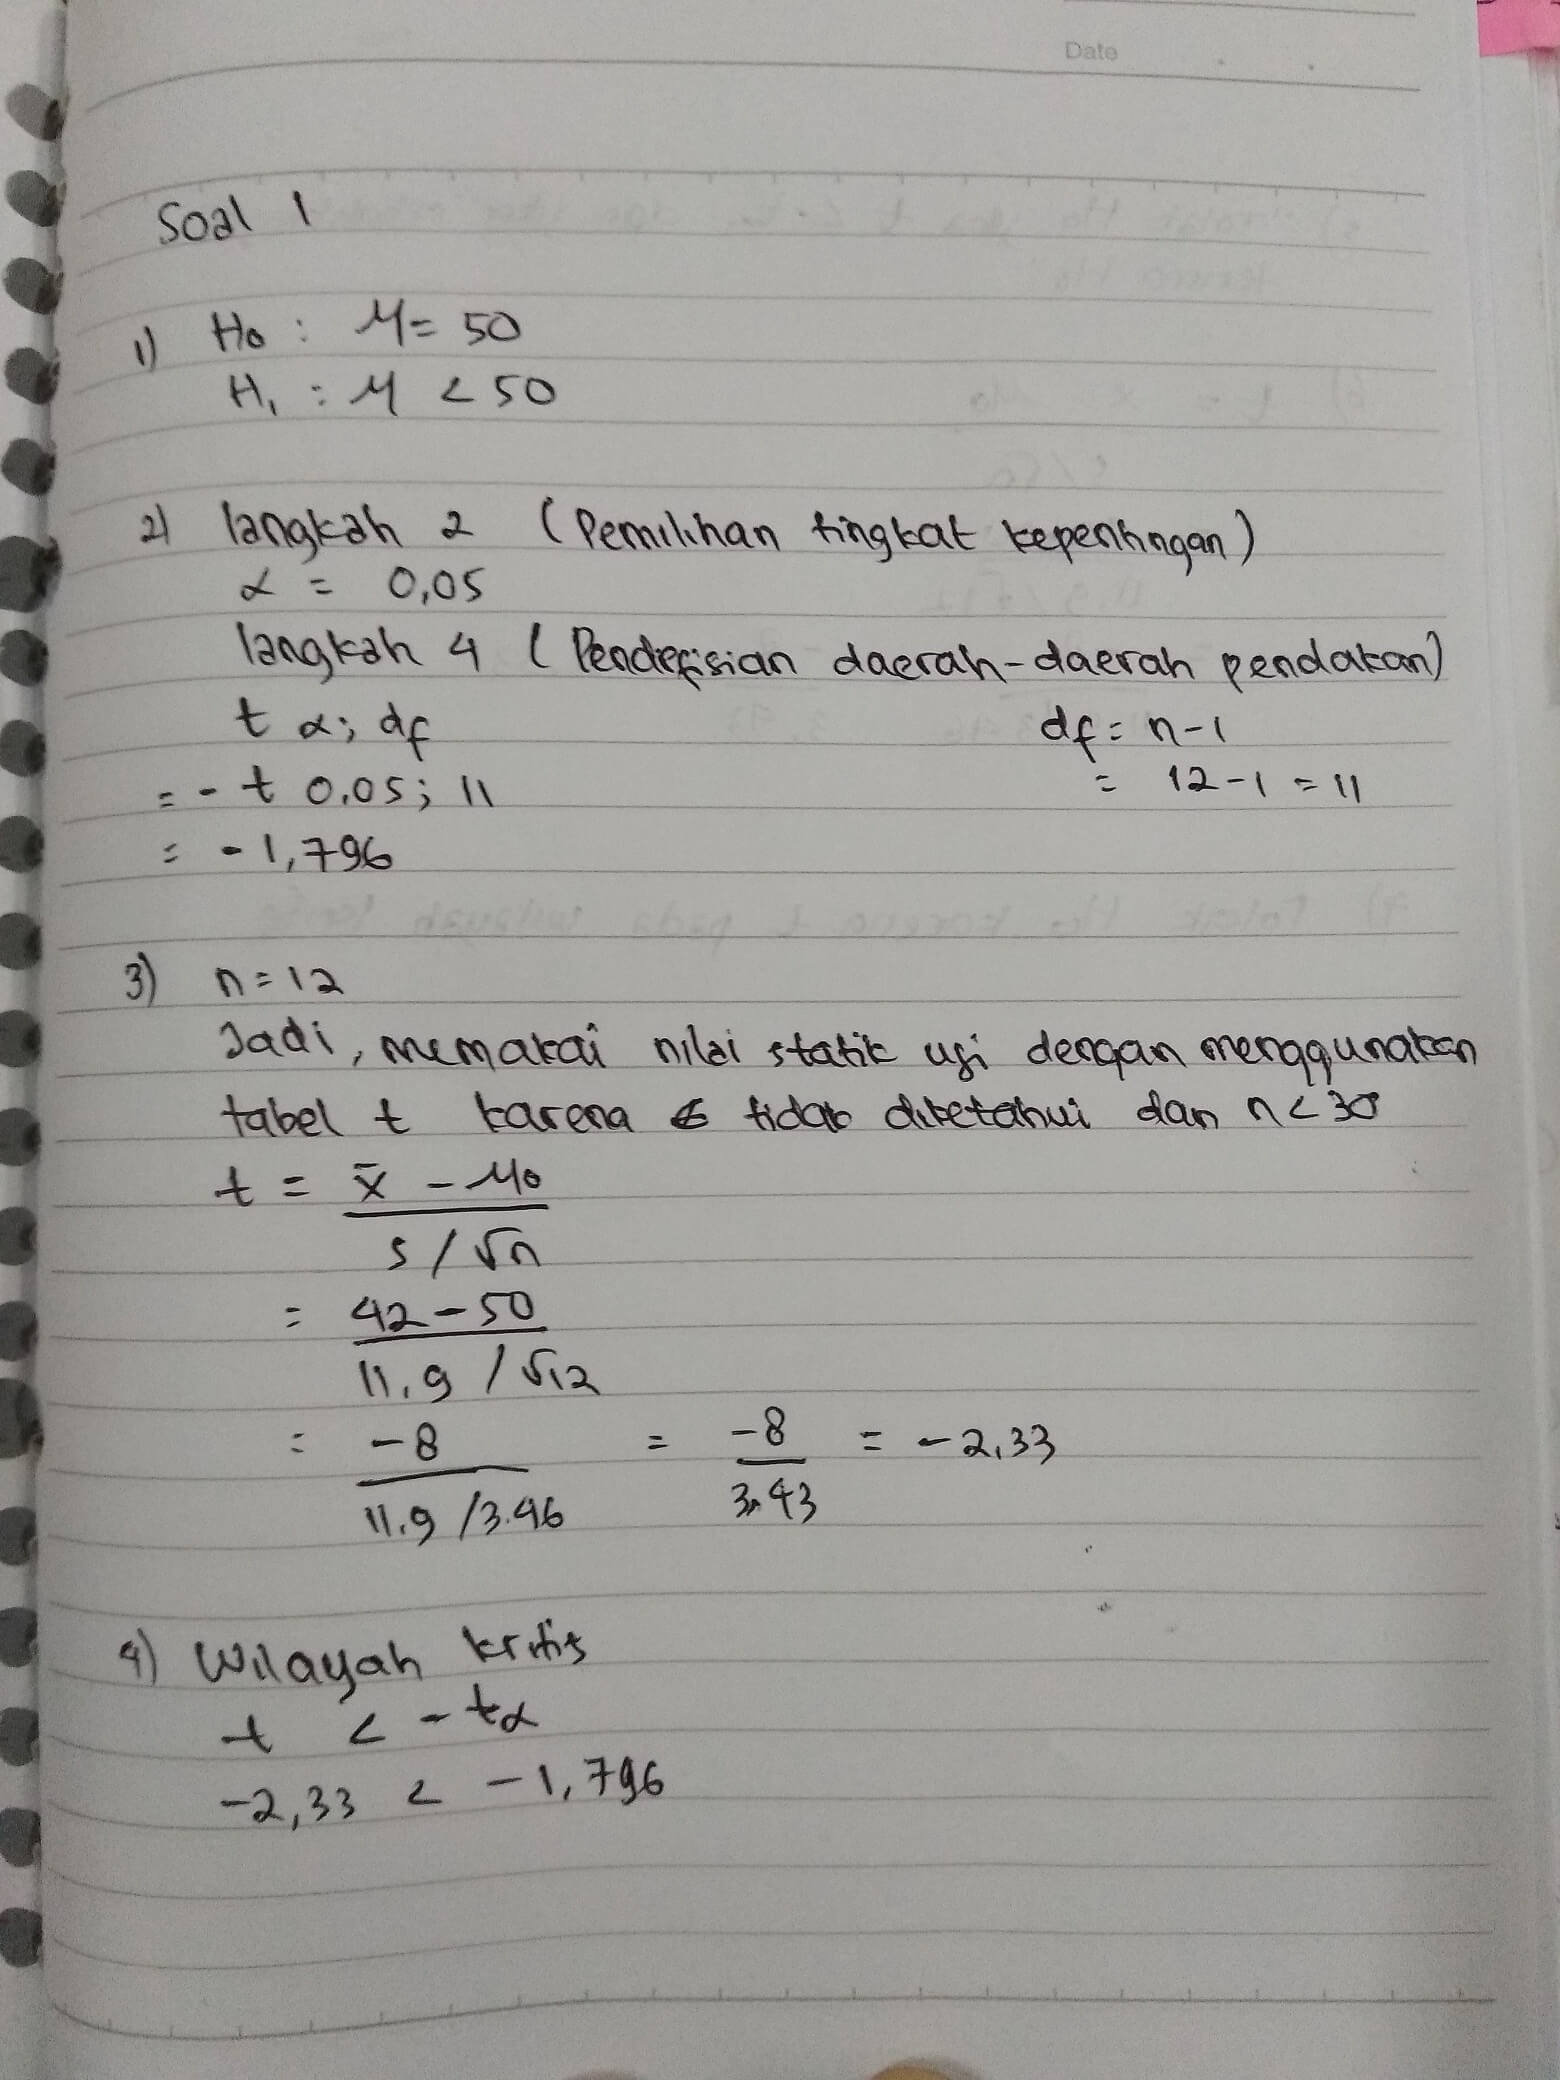 Date
Soal 1
1) Ho : M = 50
H₁ : M < 50
2) langkah 2 (Pemilihan tingkat kepentingan)
α = 0,05
langkah 4 (Pendefisian daerah-daerah pendakan)
t α; df df = n-1
= - t 0,05; 11 = 12-1 = 11
= - 1,796
3) n = 12
Jadi, memakai nilai statik uji dengan menggunakan
tabel t karena σ tidak diketahui dan n < 30
t = x̄ - Mo
s / √n
= 42 - 50
11,9 / √12
= -8 = -8 = -2,33
11.9 / 3.46 3,43
4) Wilayah kritis
t < - tα
-2,33 < -1,796